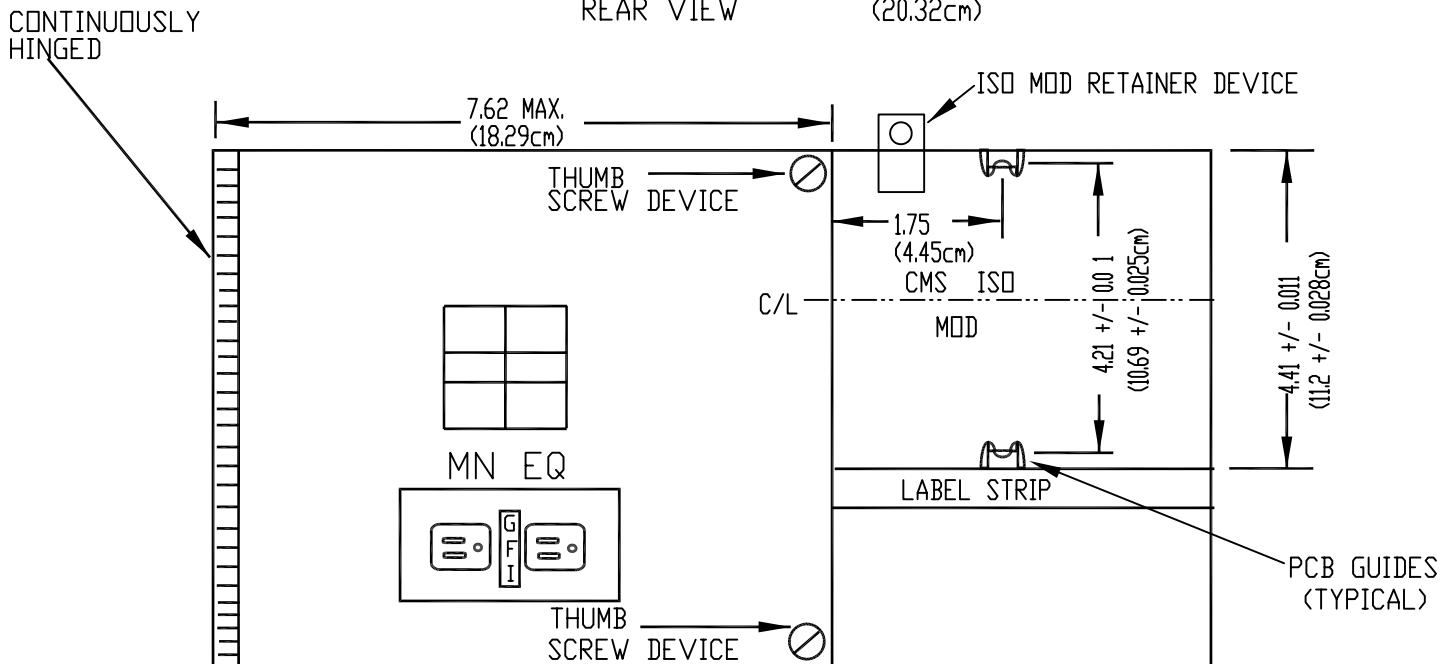 REAR VIEW
(20.32cm)
CONTINUOUSLY
HINGED
ISO MOD RETAINER DEVICE
7.62 MAX.
(18.29cm)
THUMB
SCREW DEVICE
1.75
(4.45cm)
CMS ISO
C/L
MOD
4.21 +/- 0.0 1
(10.69 +/- 0.025cm)
4.41 +/- 0.011
(11.2 +/- 0.028cm)
MN EQ
LABEL STRIP
G
F
I
PCB GUIDES
(TYPICAL)
THUMB
SCREW DEVICE